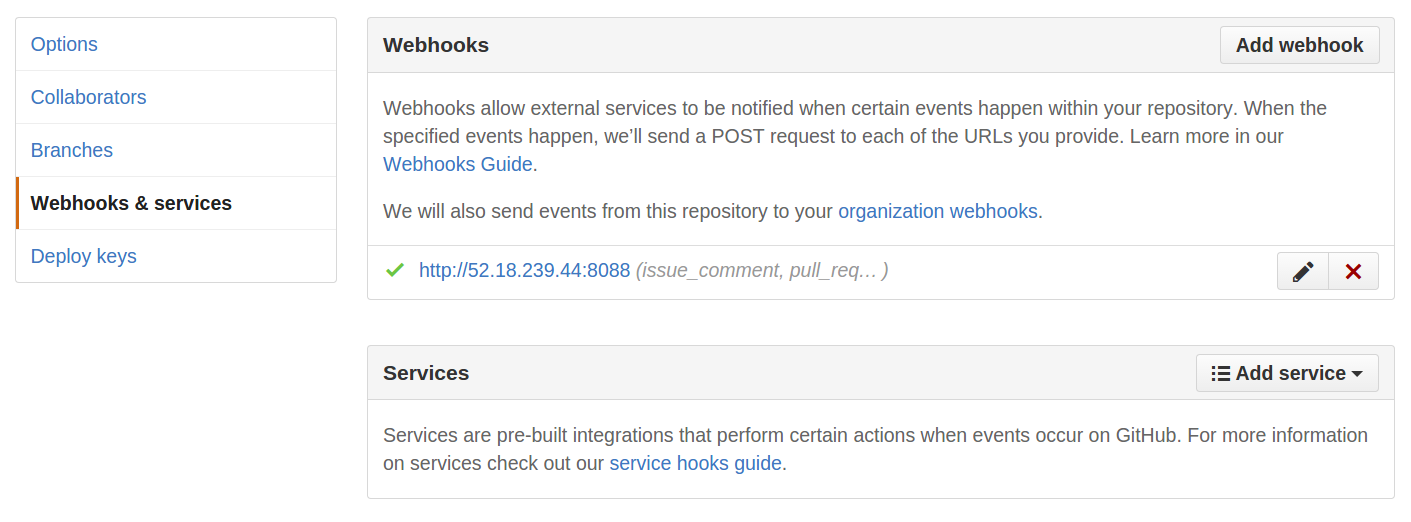 Options
Collaborators
Branches
Webhooks & services
Deploy keys
Webhooks
Add webhook
Webhooks allow external services to be notified when certain events happen within your repository. When the
specified events happen, we’ll send a POST request to each of the URLs you provide. Learn more in our
Webhooks Guide.
We will also send events from this repository to your organization webhooks.
http://52.18.239.44:8088 (issue_comment, pull_req… )
Services
Add service
Services are pre-built integrations that perform certain actions when events occur on GitHub. For more information
on services check out our service hooks guide.